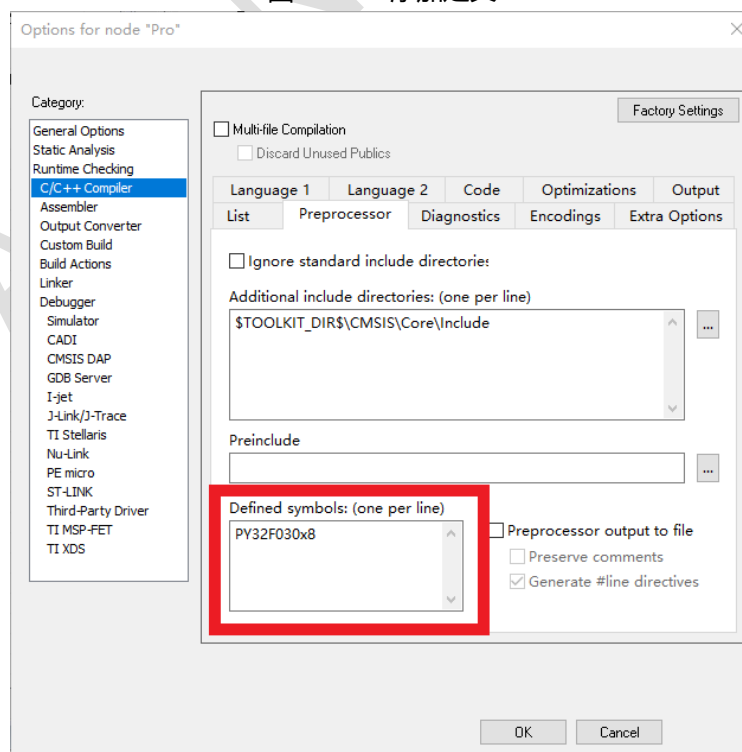 Options for node "Pro"
Category:
General Options
Static Analysis
Runtime Checking
C/C++ Compiler
Assembler
Output Converter
Custom Build
Build Actions
Linker
Debugger
Simulator
CADI
CMSIS DAP
GDB Server
I-jet
J-Link/J-Trace
TI Stellaris
Nu-Link
PE micro
ST-LINK
Third-Party Driver
TI MSP-FET
TI XDS
Factory Settings
Multi-file Compilation
Discard Unused Publics
Language 1 Language 2 Code Optimizations Output
List Preprocessor Diagnostics Encodings Extra Options
Ignore standard include directories
Additional include directories: (one per line)
$TOOLKIT_DIR$\CMSIS\Core\Include
...
Preinclude
...
Defined symbols: (one per line)
PY32F030x8
Preprocessor output to file
Preserve comments
Generate #line directives
OK Cancel